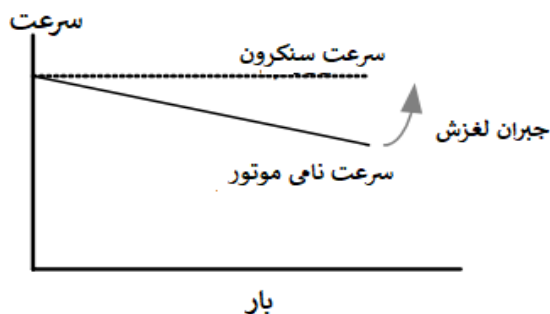 سرعت
سرعت سنکرون
جبران لغزش
سرعت نامی موتور
بار